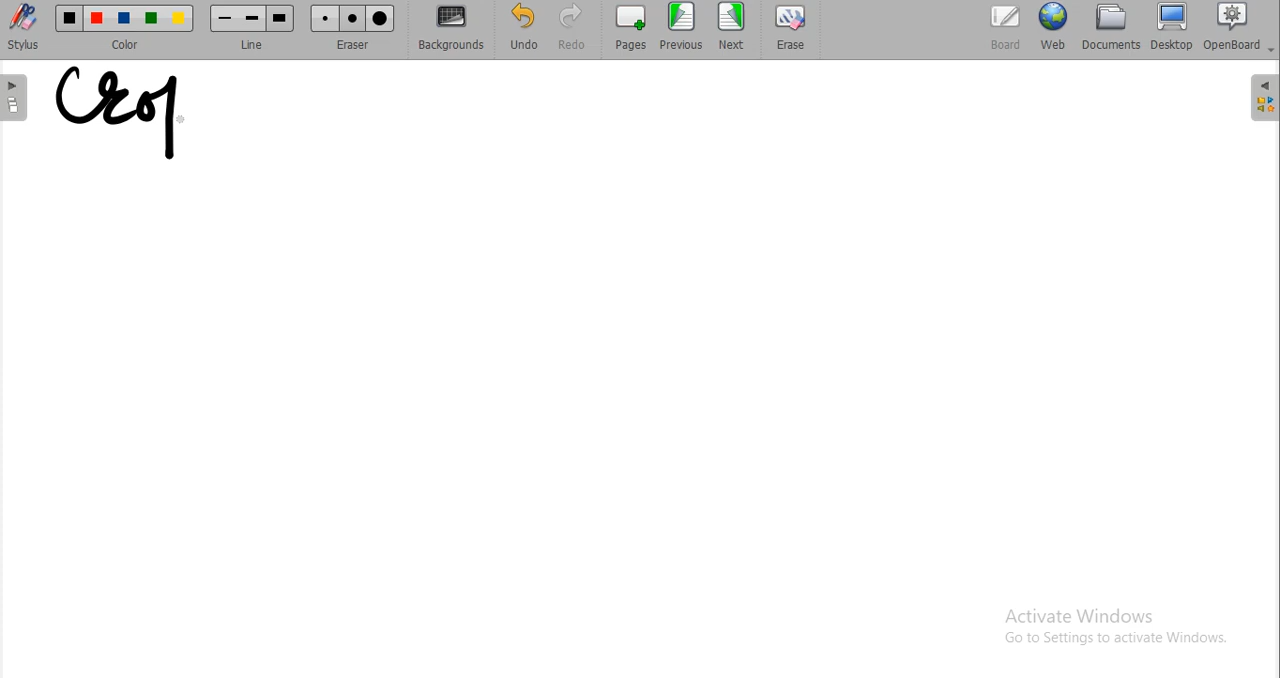 Stylus Color Line Eraser Backgrounds Undo Redo Pages Previous Next Erase Board Web Documents Desktop OpenBoard
Activate Windows
Go to Settings to activate Windows.